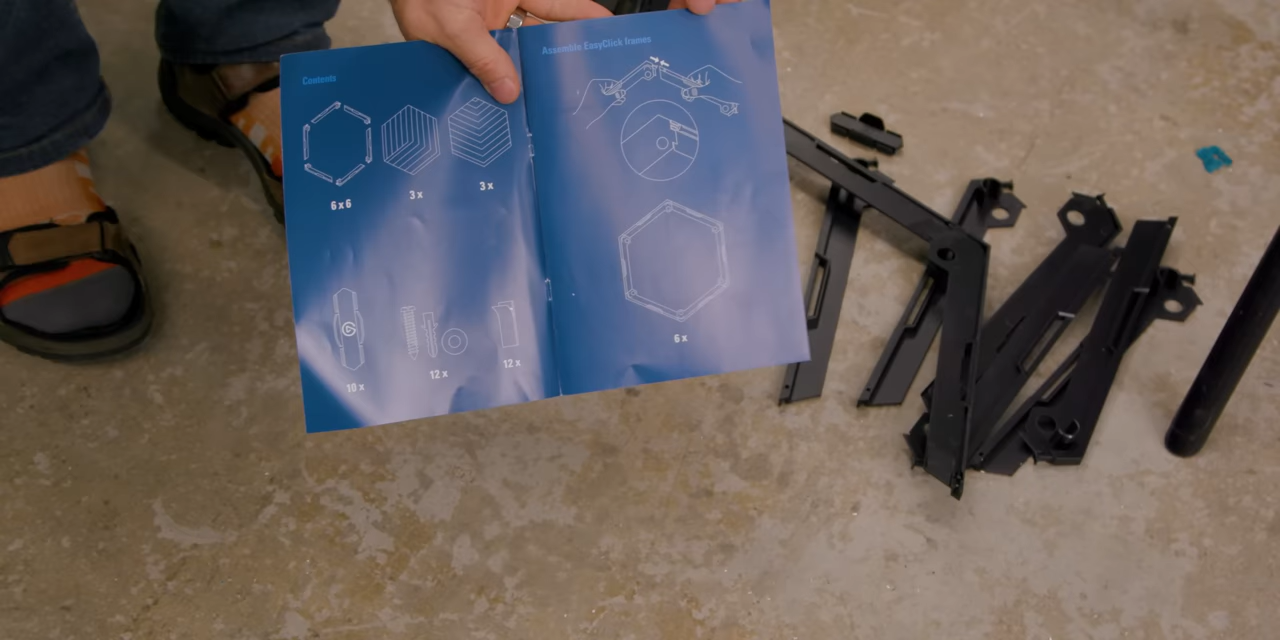 Contents
6 x 6
3 x
3 x
10 x
12 x
12 x
Assemble EasyClick frames
6 x